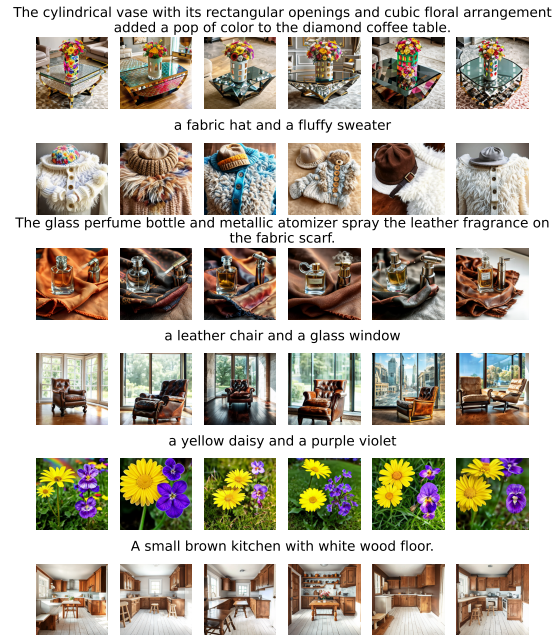 The cylindrical vase with its rectangular openings and cubic floral arrangement
added a pop of color to the diamond coffee table.
a fabric hat and a fluffy sweater
The glass perfume bottle and metallic atomizer spray the leather fragrance on
the fabric scarf.
a leather chair and a glass window
a yellow daisy and a purple violet
A small brown kitchen with white wood floor.